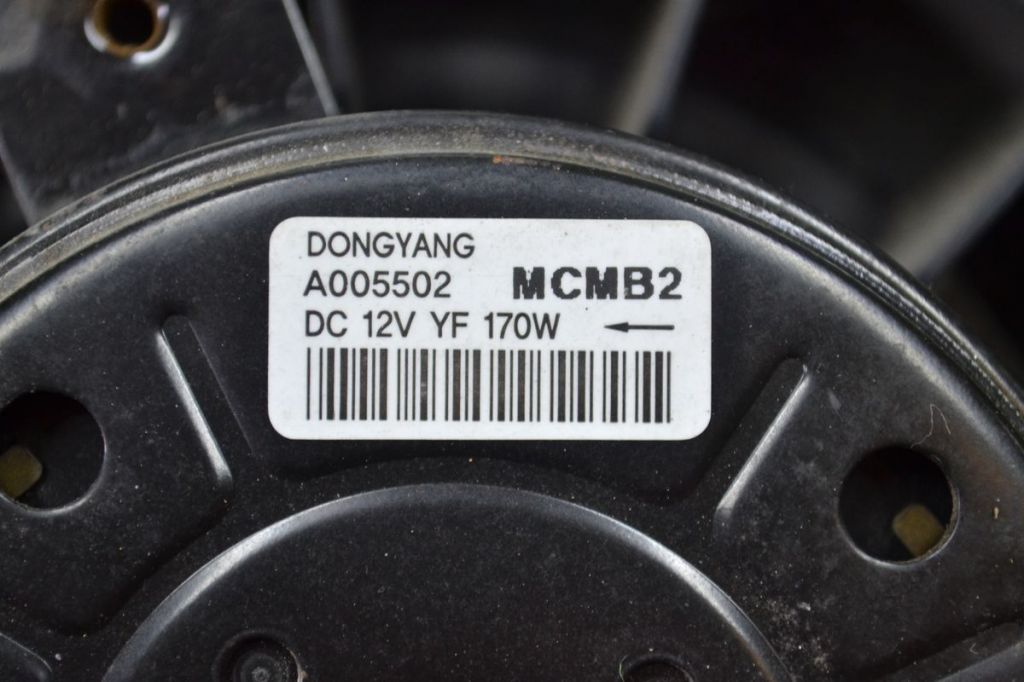 DONGYANG
A005502 MCMB2
DC 12V YF 170W ←